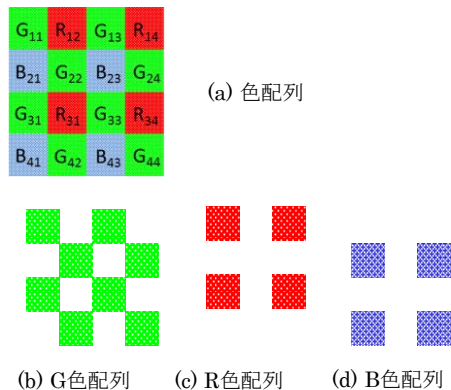 G11 R12 G13 R14
B21 G22 B23 G24
(a) 色配列
G31 R31 G33 R34
B41 G42 B43 G44
(b) G色配列 (c) R色配列 (d) B色配列